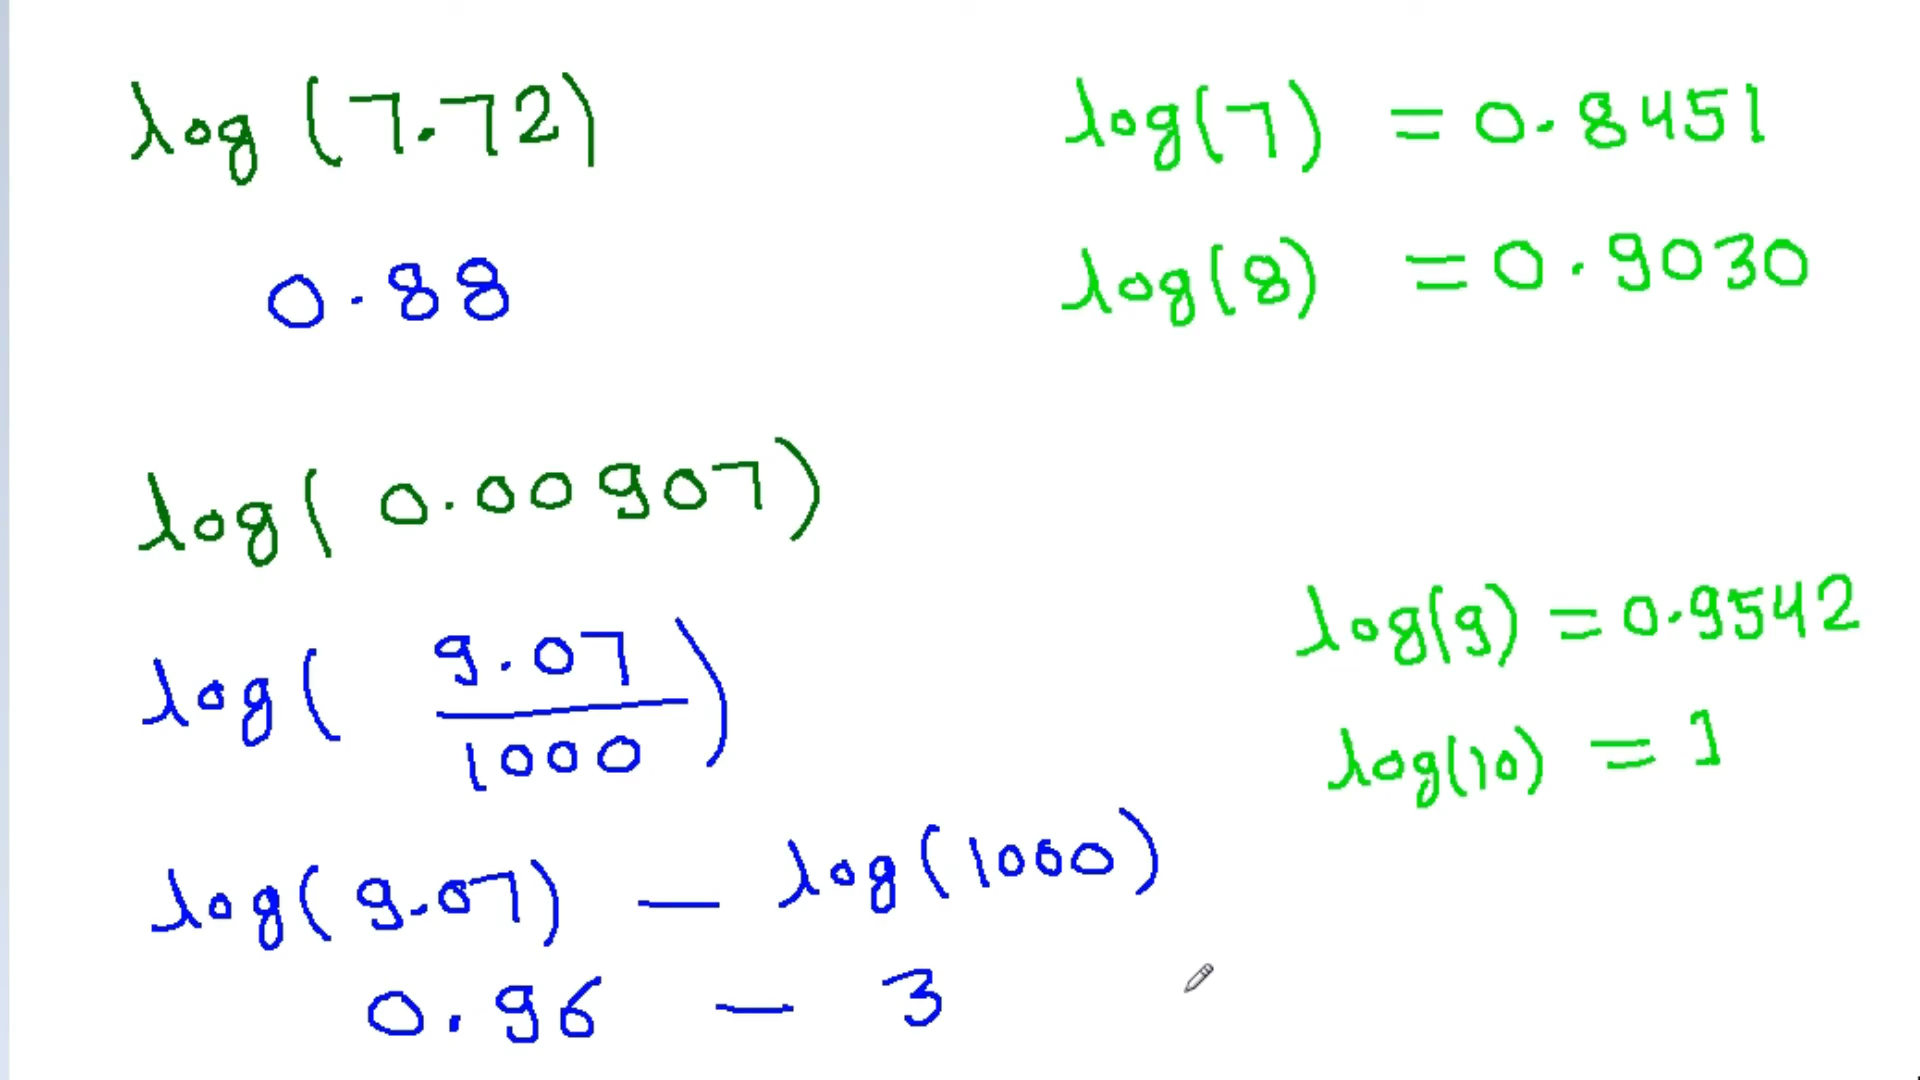 log (7.72)
log(7) = 0.8451
0.88
log(8) = 0.9030
log( 0.00907)
log( 9.07 / 1000 )
log(9) = 0.9542
log(10) = 1
log( 9.07) — log(1000)
0.96 — 3